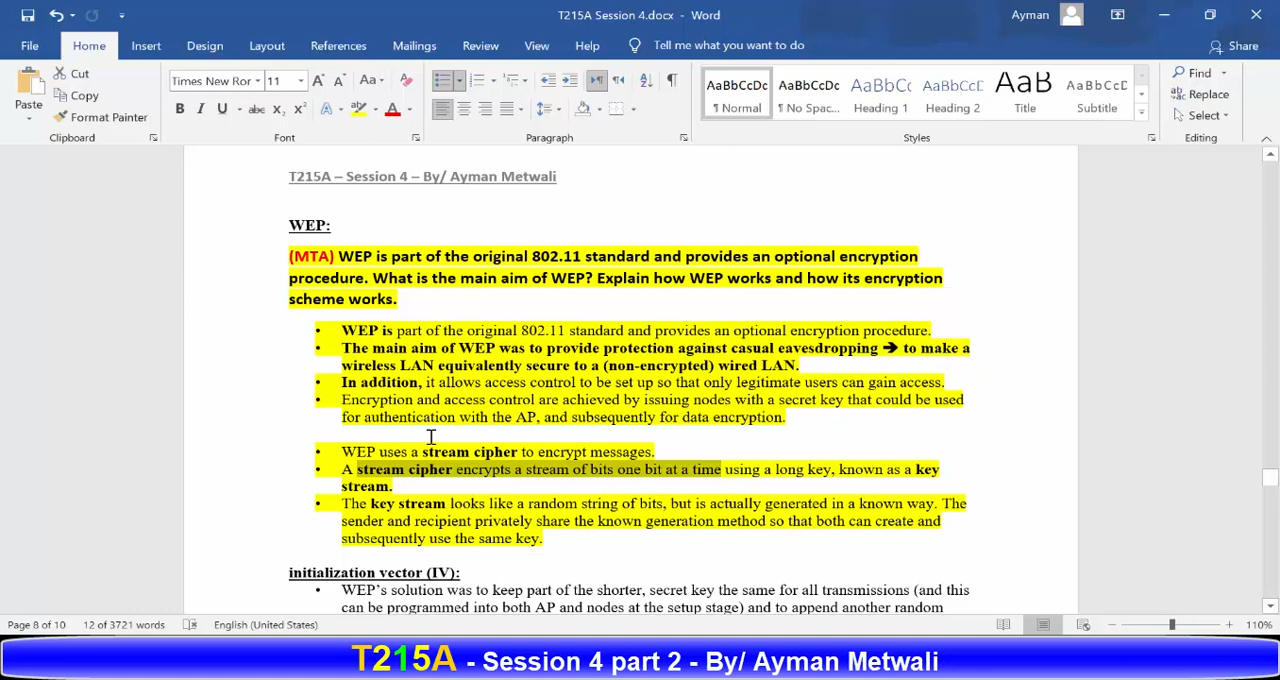 T215A Session 4.docx - Word
Ayman
File Home Insert Design Layout References Mailings Review View Help Tell me what you want to do Share
Paste
Cut
Copy
Format Painter
Clipboard
Times New Ror 11
Font
Paragraph
AaBbCcDc AaBbCcDc AaBbCc AaBbCcDc AaB AaBbCcDc
¶ Normal ¶ No Spac... Heading 1 Heading 2 Title Subtitle
Styles
Find
Replace
Select
Editing
T215A – Session 4 – By/ Ayman Metwali
WEP:
(MTA) WEP is part of the original 802.11 standard and provides an optional encryption
procedure. What is the main aim of WEP? Explain how WEP works and how its encryption
scheme works.
• WEP is part of the original 802.11 standard and provides an optional encryption procedure.
• The main aim of WEP was to provide protection against casual eavesdropping ➔ to make a
wireless LAN equivalently secure to a (non-encrypted) wired LAN.
• In addition, it allows access control to be set up so that only legitimate users can gain access.
• Encryption and access control are achieved by issuing nodes with a secret key that could be used
for authentication with the AP, and subsequently for data encryption.
• WEP uses a stream cipher to encrypt messages.
• A stream cipher encrypts a stream of bits one bit at a time using a long key, known as a key
stream.
• The key stream looks like a random string of bits, but is actually generated in a known way. The
sender and recipient privately share the known generation method so that both can create and
subsequently use the same key.
initialization vector (IV):
• WEP’s solution was to keep part of the shorter, secret key the same for all transmissions (and this
can be programmed into both AP and nodes at the setup stage) and to append another random
Page 8 of 10 12 of 3721 words English (United States) 110%
T215A - Session 4 part 2 - By/ Ayman Metwali